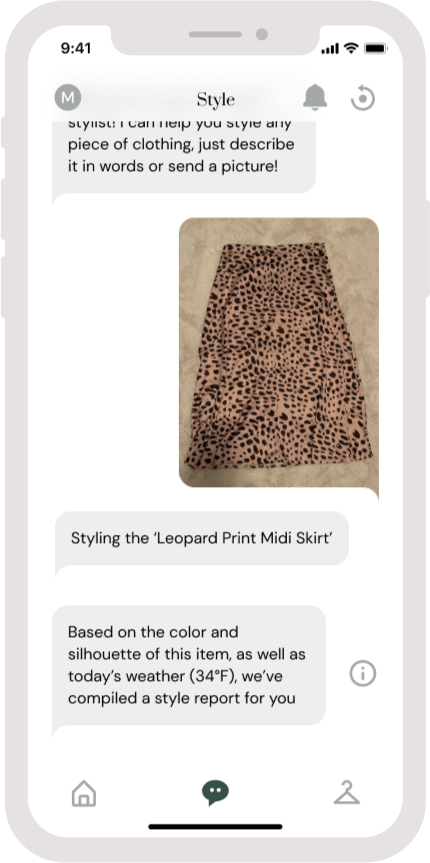 9:41
M
Style
stylist! I can help you style any
piece of clothing, just describe
it in words or send a picture!
Styling the ‘Leopard Print Midi Skirt’
Based on the color and
silhouette of this item, as well as
today’s weather (34°F), we’ve
compiled a style report for you